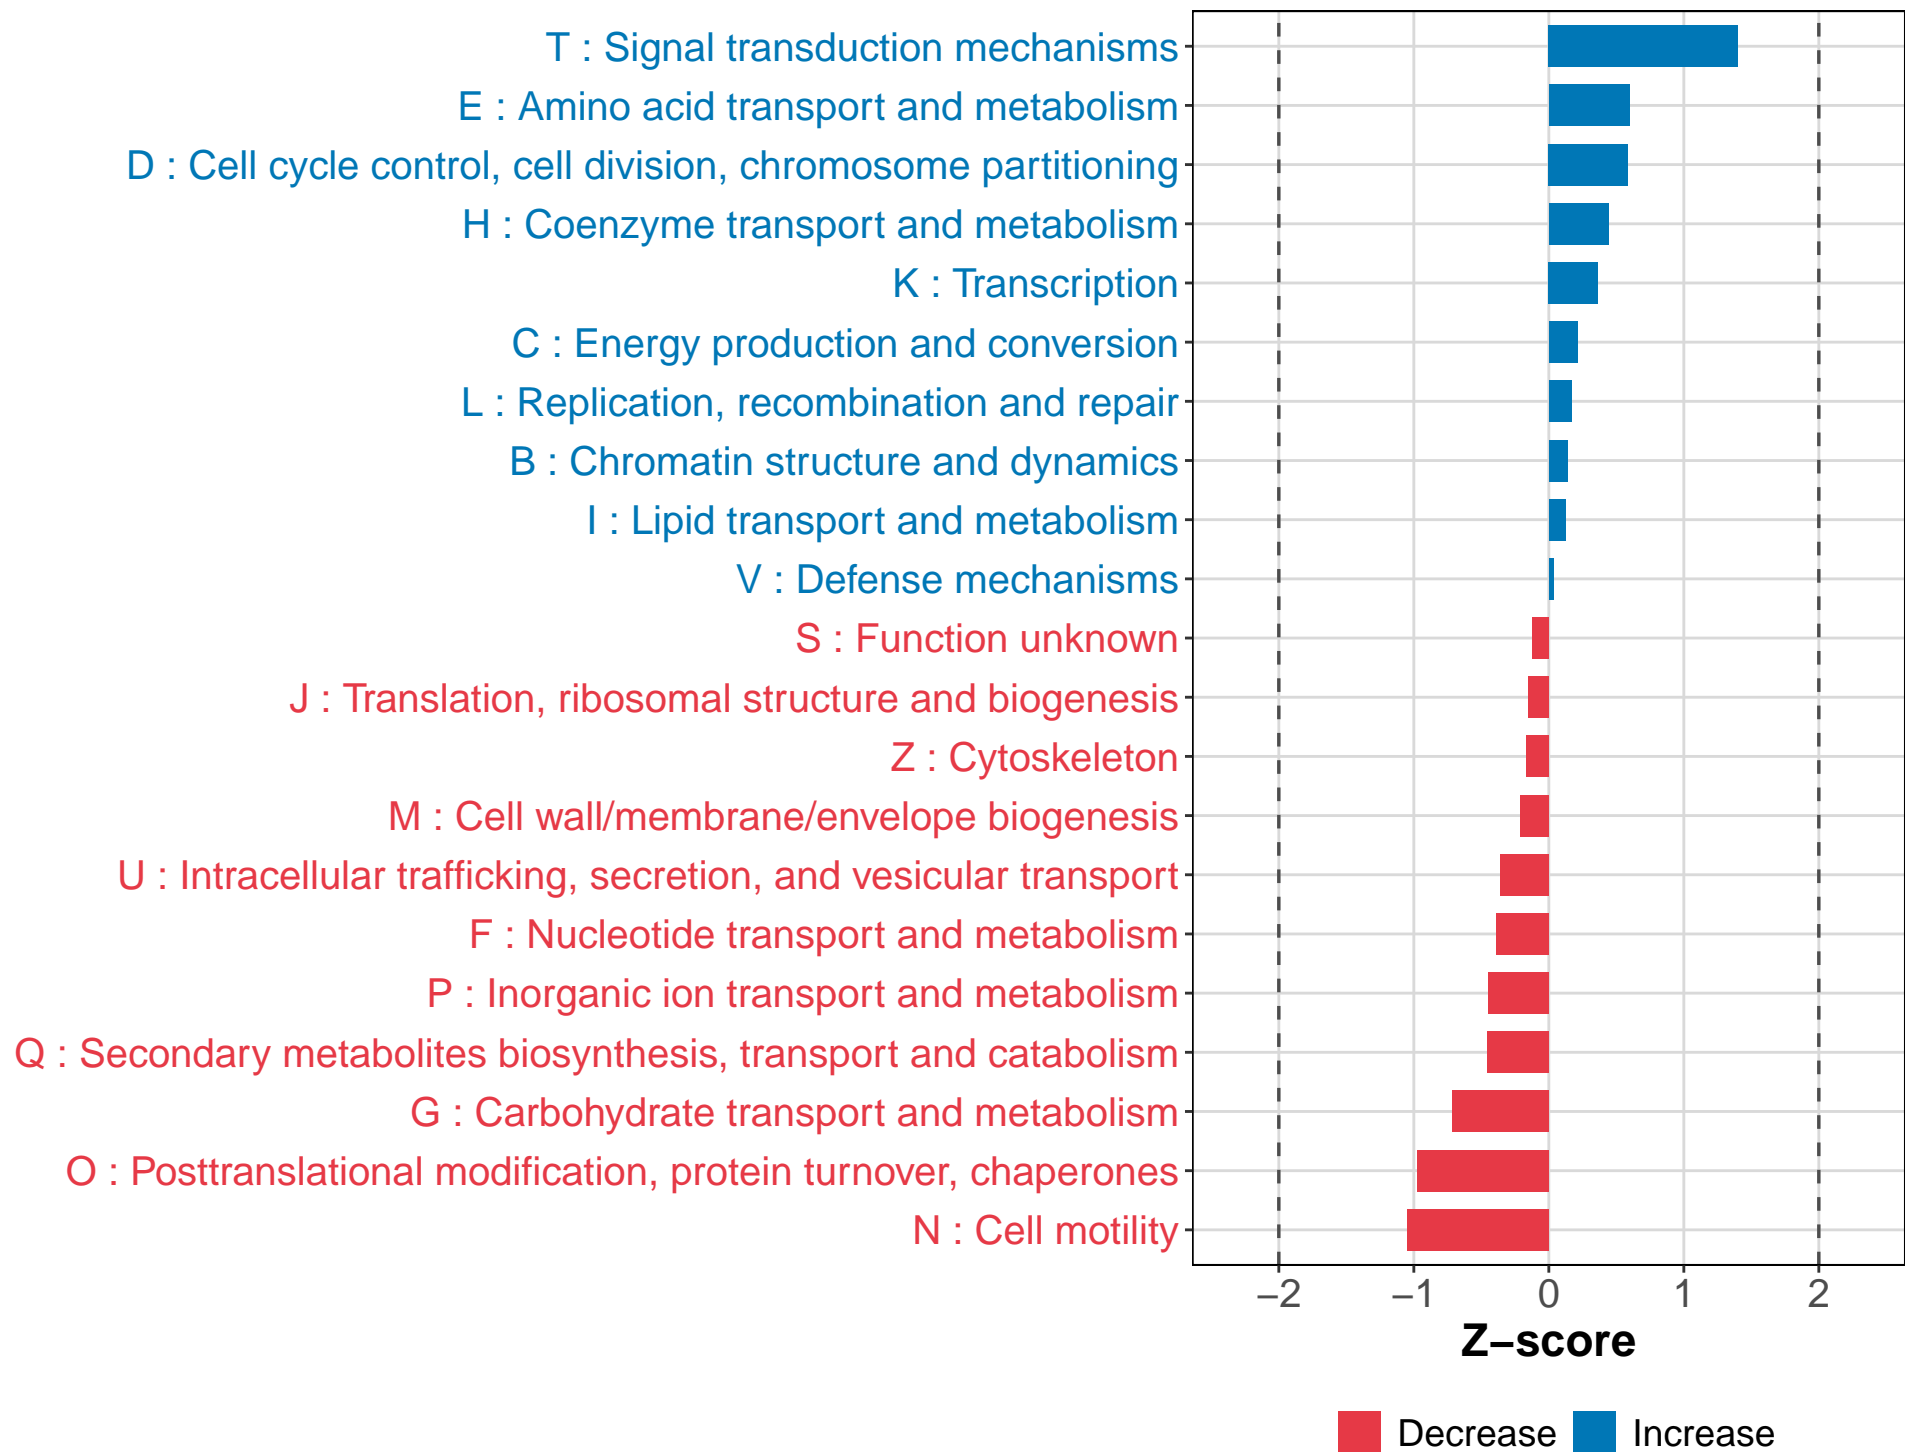 T : Signal transduction mechanisms
E : Amino acid transport and metabolism
D : Cell cycle control, cell division, chromosome partitioning
H : Coenzyme transport and metabolism
K : Transcription
C : Energy production and conversion
L : Replication, recombination and repair
B : Chromatin structure and dynamics
I : Lipid transport and metabolism
V : Defense mechanisms
S : Function unknown
J : Translation, ribosomal structure and biogenesis
Z : Cytoskeleton
M : Cell wall/membrane/envelope biogenesis
U : Intracellular trafficking, secretion, and vesicular transport
F : Nucleotide transport and metabolism
P : Inorganic ion transport and metabolism
Q : Secondary metabolites biosynthesis, transport and catabolism
G : Carbohydrate transport and metabolism
O : Posttranslational modification, protein turnover, chaperones
N : Cell motility
−2 −1 0 1 2
Z−score
Decrease Increase